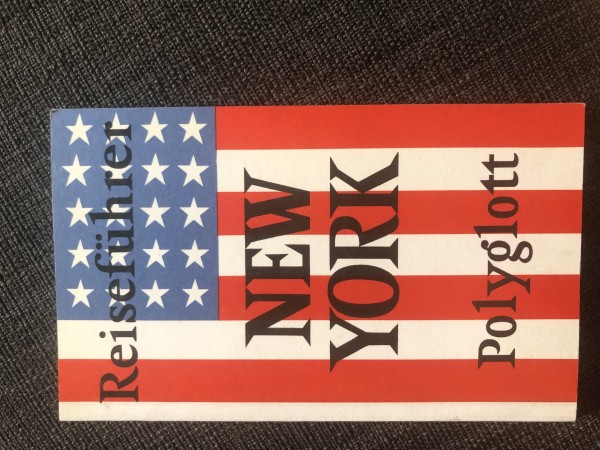 Reiseführer
NEW
YORK
Polyglott